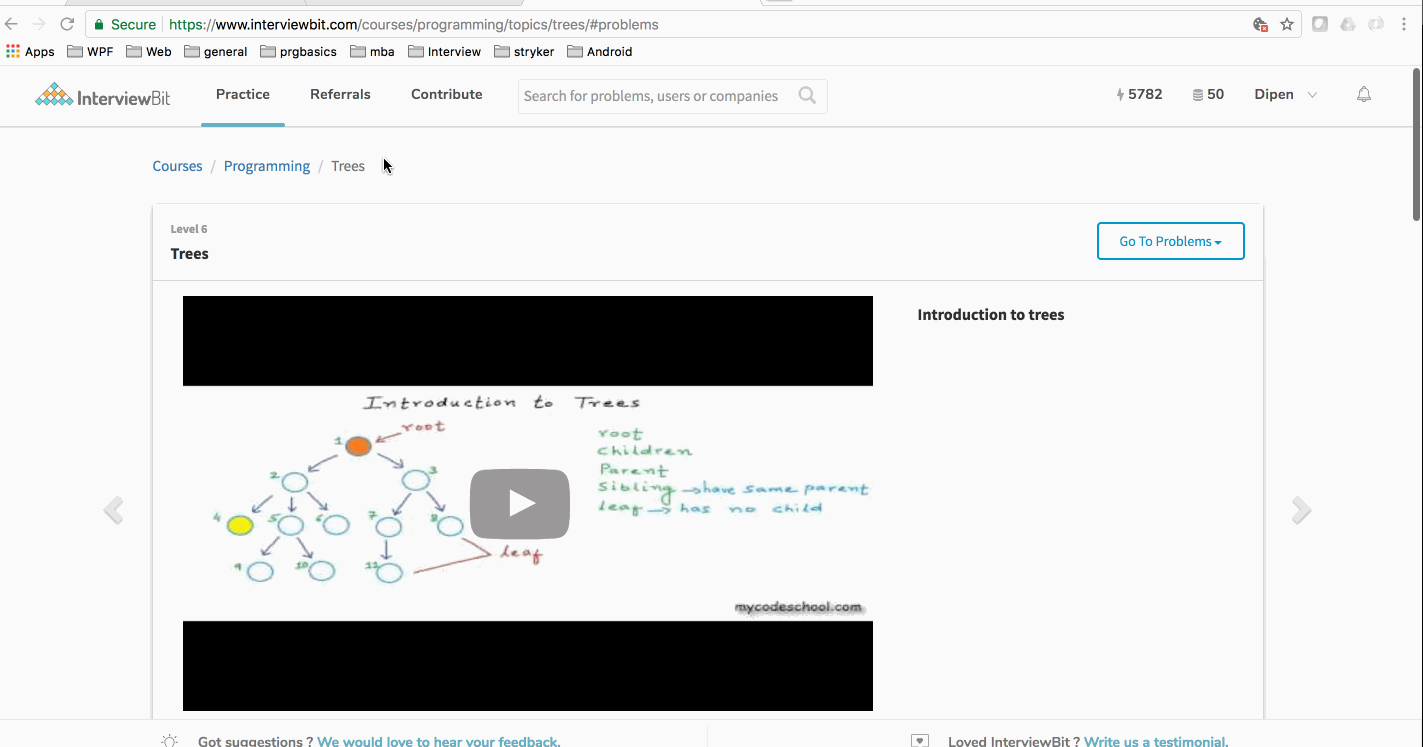 Secure https://www.interviewbit.com/courses/programming/topics/trees/#problems
Apps WPF Web general prgbasics mba Interview stryker Android
InterviewBit Practice Referrals Contribute Search for problems, users or companies 5782 50 Dipen
Courses / Programming / Trees
Level 6
Trees
Go To Problems
Introduction to trees
Introduction to Trees
1 root
root
children
Parent
Sibling → have same parent
leaf → has no child
2 3
4 5 6 7 8
leaf
9 10 11
mycodeschool.com
Got suggestions ? We would love to hear your feedback.
Loved InterviewBit ? Write us a testimonial.